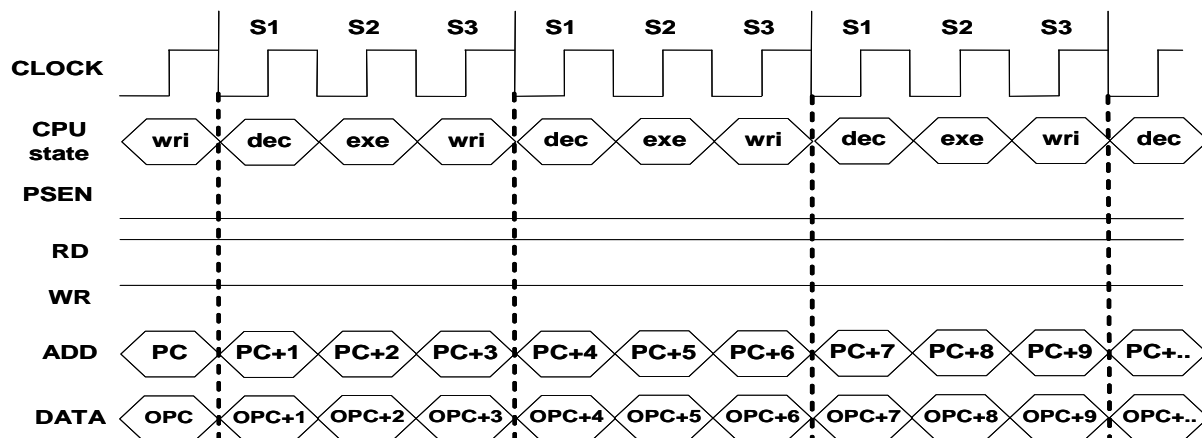 S1 S2 S3 S1 S2 S3 S1 S2 S3
CLOCK
CPU state wri dec exe wri dec exe wri dec exe wri dec
PSEN
RD
WR
ADD PC PC+1 PC+2 PC+3 PC+4 PC+5 PC+6 PC+7 PC+8 PC+9 PC+..
DATA OPC OPC+1 OPC+2 OPC+3 OPC+4 OPC+5 OPC+6 OPC+7 OPC+8 OPC+9 OPC+..